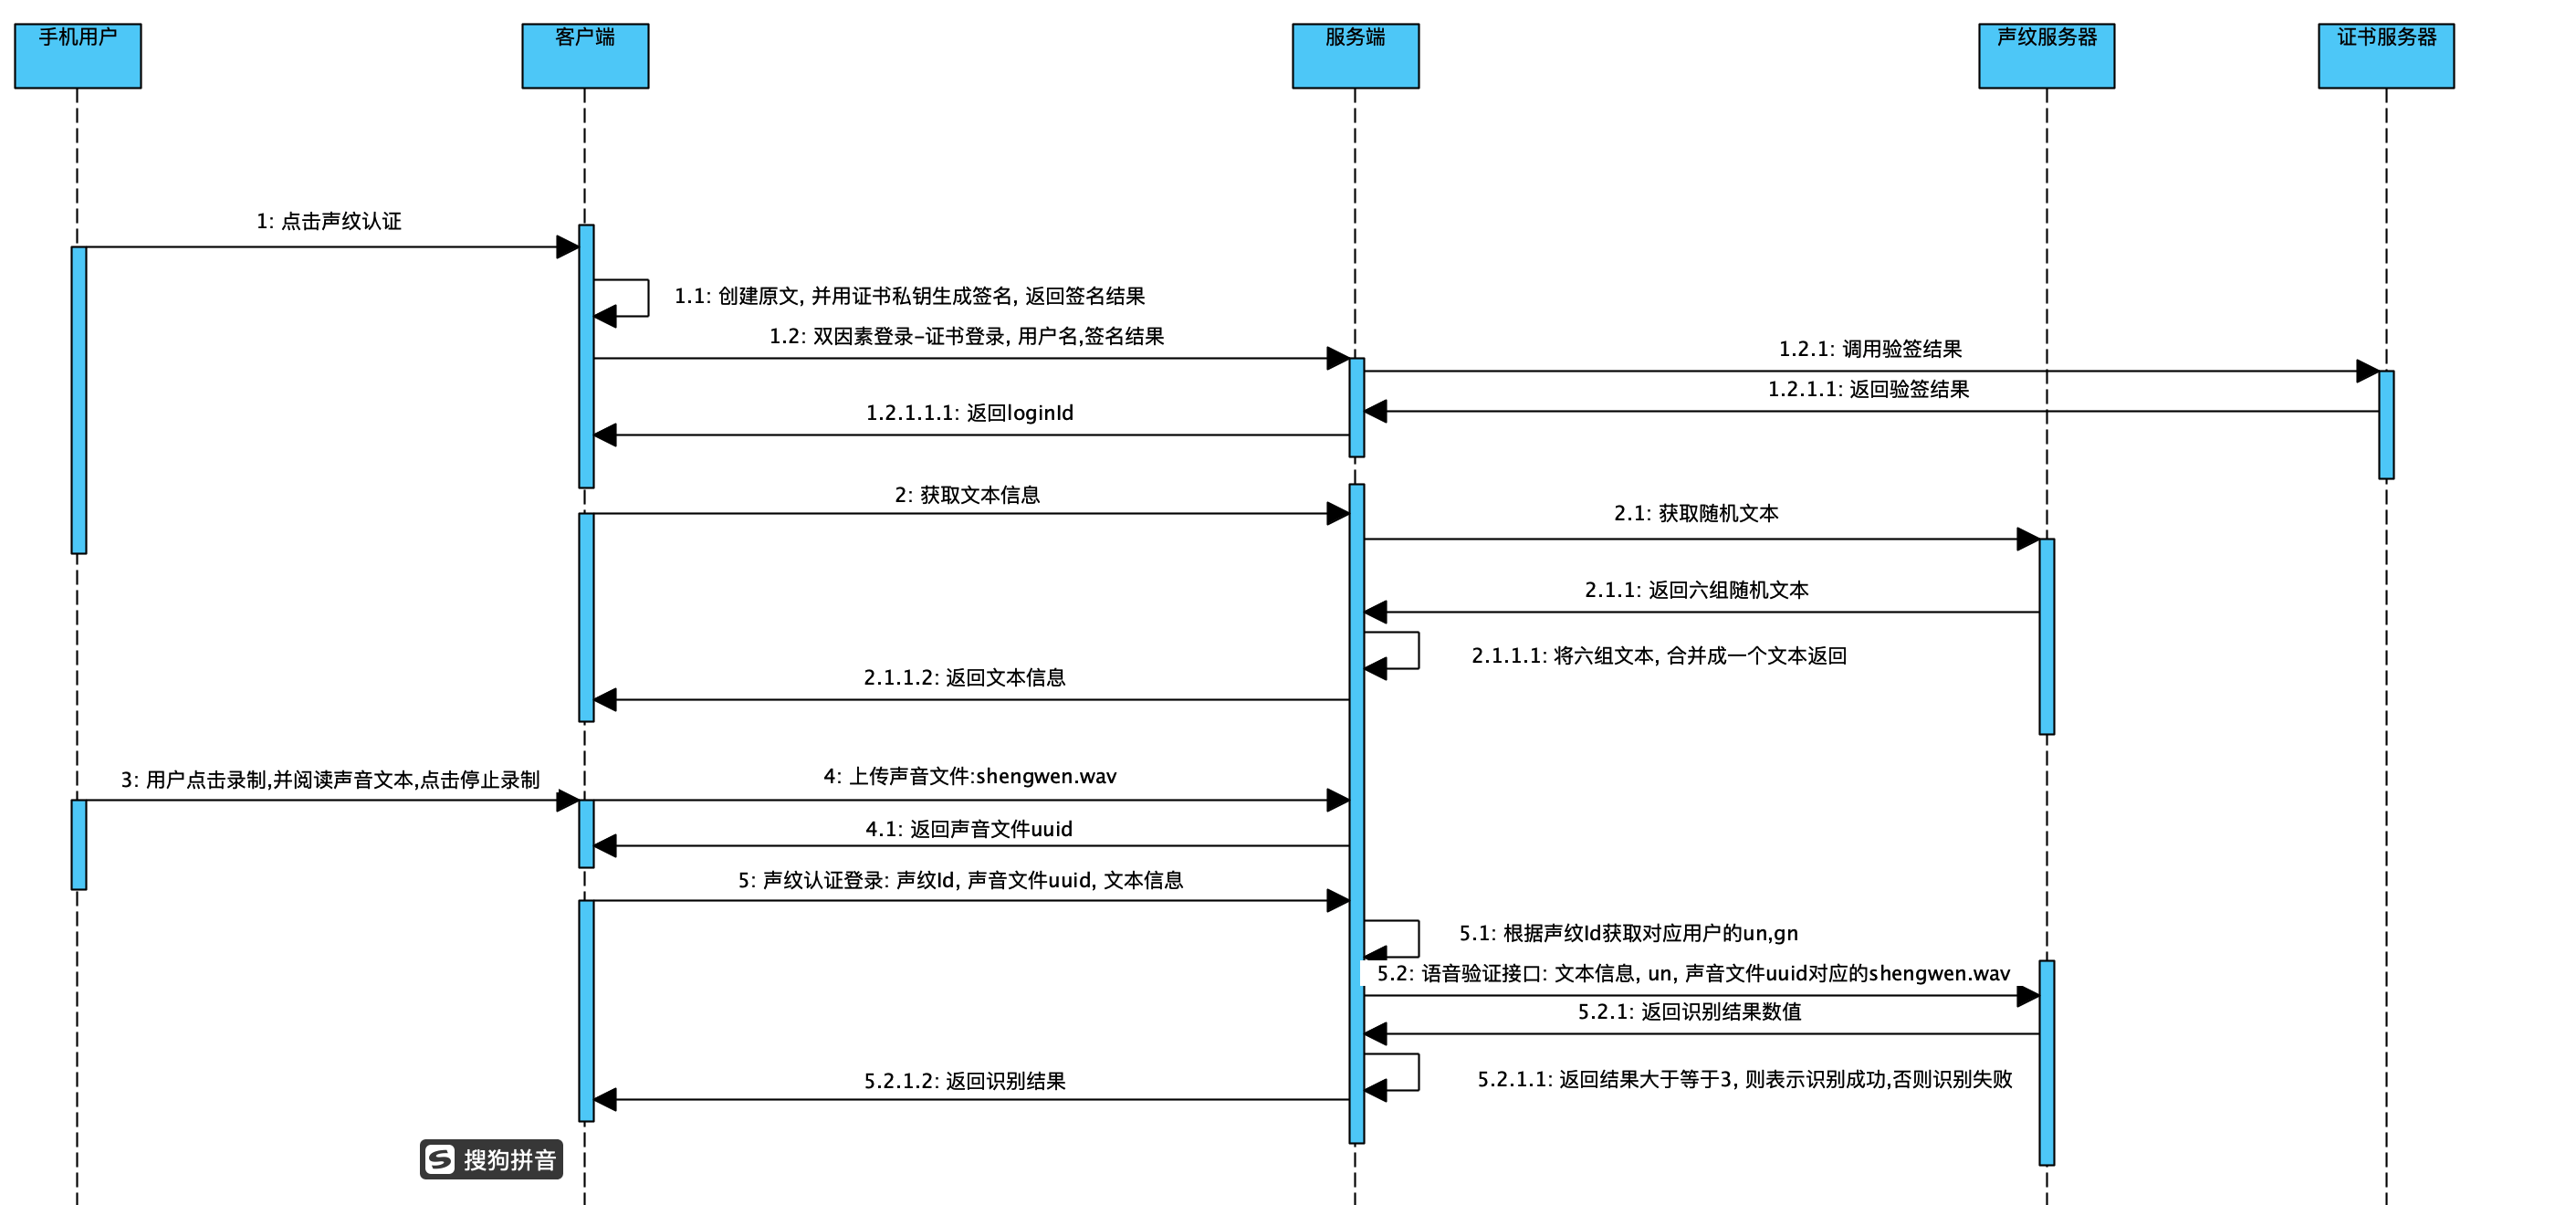 手机用户
客户端
服务端
声纹服务器
证书服务器
1: 点击声纹认证
1.1: 创建原文, 并用证书私钥生成签名, 返回签名结果
1.2: 双因素登录-证书登录, 用户名,签名结果
1.2.1: 调用验签结果
1.2.1.1: 返回验签结果
1.2.1.1.1: 返回loginId
2: 获取文本信息
2.1: 获取随机文本
2.1.1: 返回六组随机文本
2.1.1.1: 将六组文本, 合并成一个文本返回
2.1.1.2: 返回文本信息
3: 用户点击录制,并阅读声音文本,点击停止录制
4: 上传声音文件:shengwen.wav
4.1: 返回声音文件uuid
5: 声纹认证登录: 声纹Id, 声音文件uuid, 文本信息
5.1: 根据声纹Id获取对应用户的un,gn
5.2: 语音验证接口: 文本信息, un, 声音文件uuid对应的shengwen.wav
5.2.1: 返回识别结果数值
5.2.1.1: 返回结果大于等于3, 则表示识别成功,否则识别失败
5.2.1.2: 返回识别结果
搜狗拼音